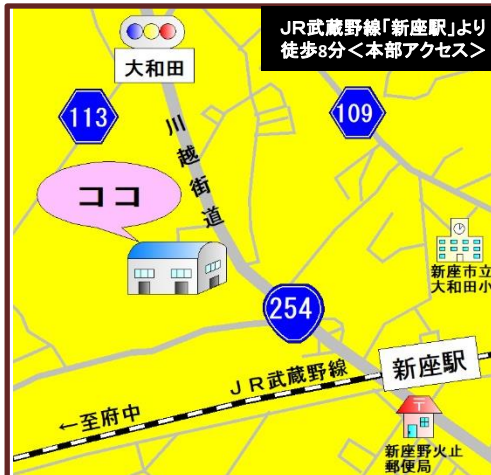 JR武蔵野線「新座駅」より
徒歩8分＜本部アクセス＞
大和田
113
109
川越街道
ココ
新座市立
大和田小
254
新座駅
JR武蔵野線
←至府中
〒
新座野火止
郵便局